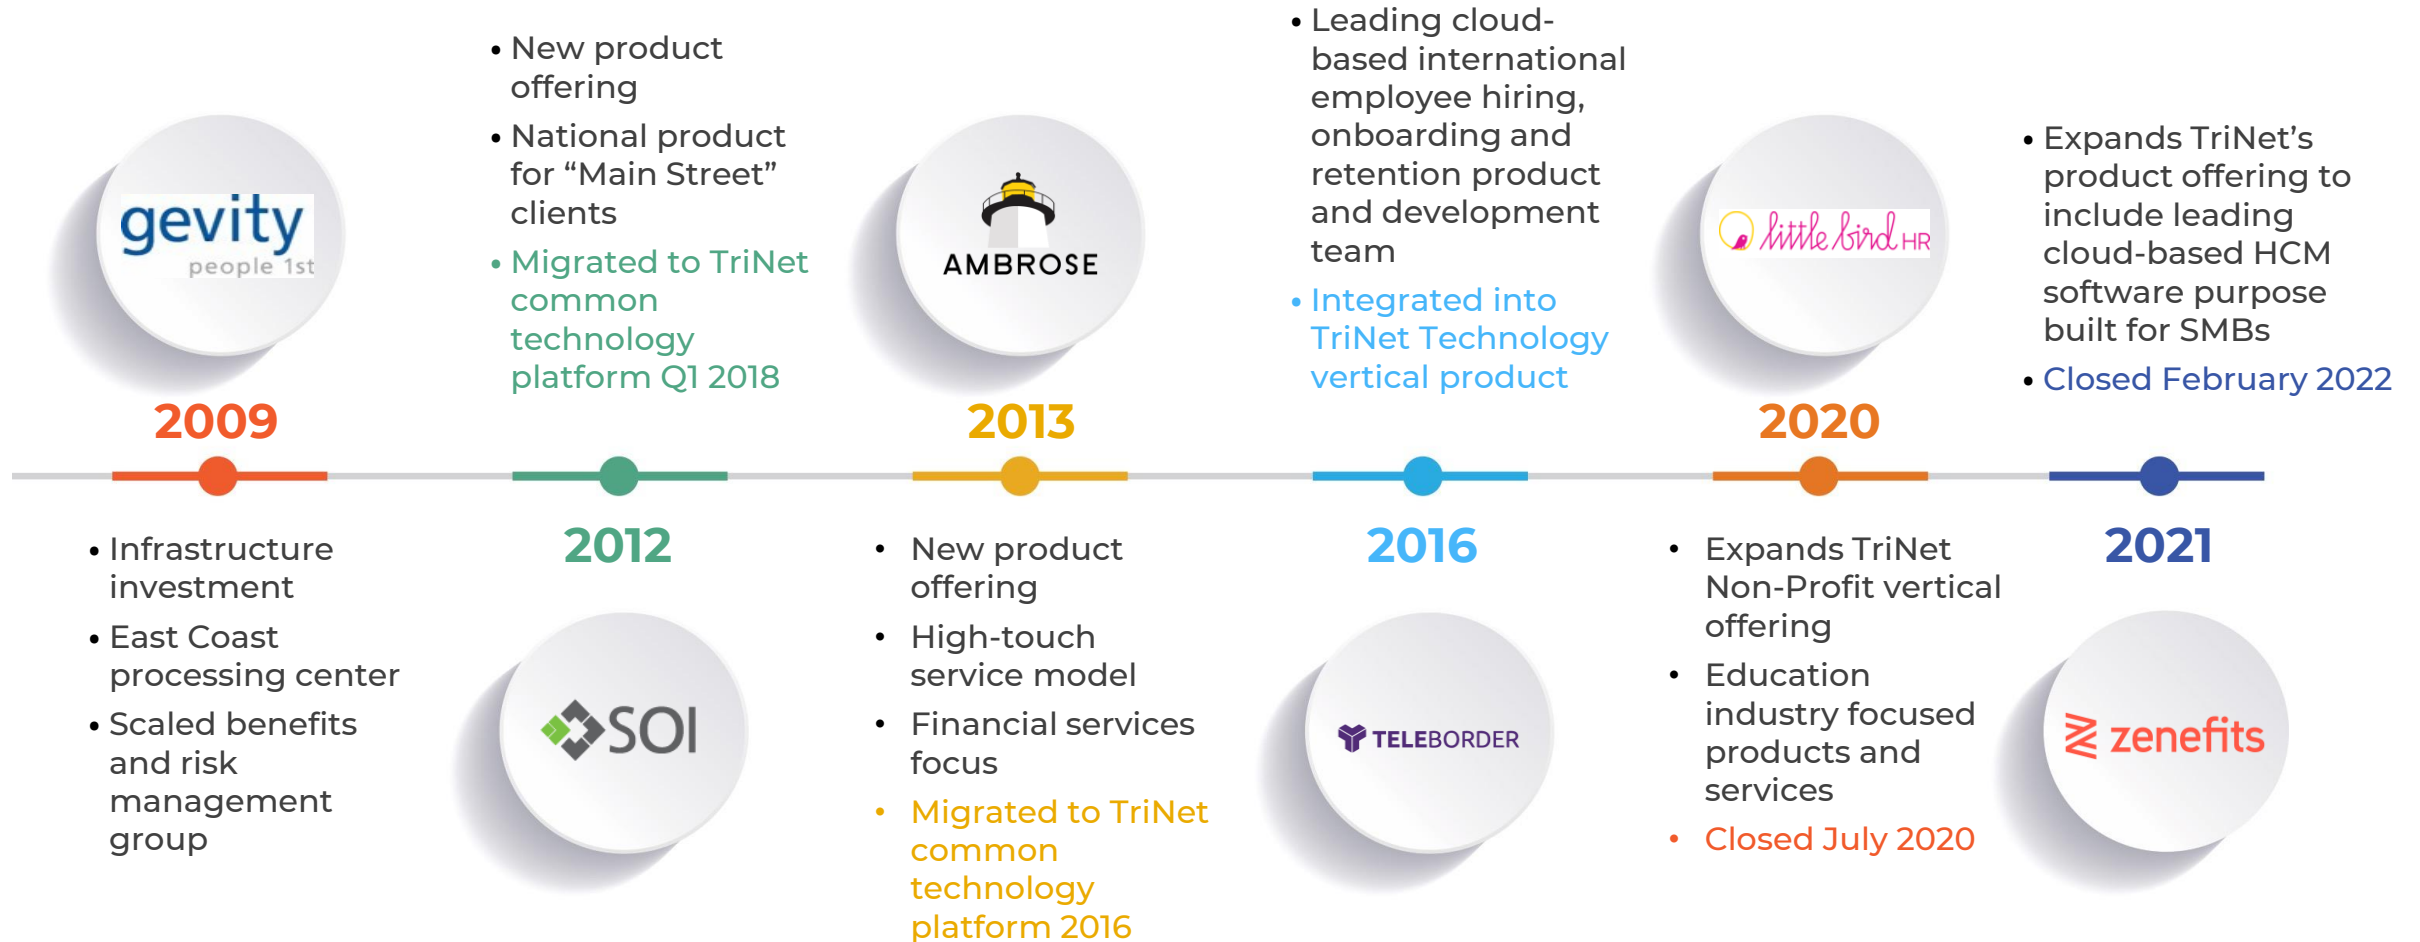 gevity
people 1st
2009
• Infrastructure
investment
• East Coast
processing center
• Scaled benefits
and risk
management
group
• New product
offering
• National product
for “Main Street”
clients
• Migrated to TriNet
common
technology
platform Q1 2018
2012
SOI
AMBROSE
2013
• New product
offering
• High-touch
service model
• Financial services
focus
• Migrated to TriNet
common
technology
platform 2016
• Leading cloud-
based international
employee hiring,
onboarding and
retention product
and development
team
• Integrated into
TriNet Technology
vertical product
2016
TELEBORDER
little bird HR
2020
• Expands TriNet
Non-Profit vertical
offering
• Education
industry focused
products and
services
• Closed July 2020
• Expands TriNet’s
product offering to
include leading
cloud-based HCM
software purpose
built for SMBs
• Closed February 2022
2021
zenefits